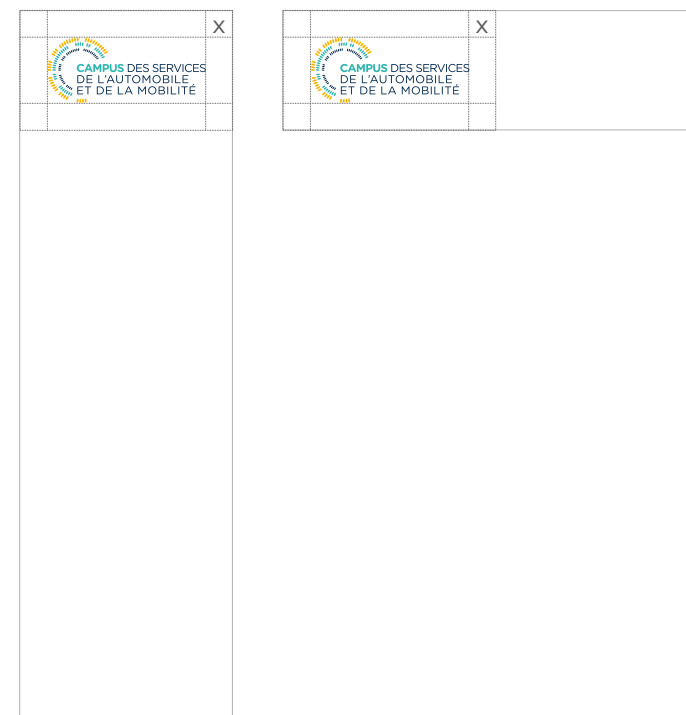 X
CAMPUS DES SERVICES
DE L'AUTOMOBILE
ET DE LA MOBILITÉ
X
CAMPUS DES SERVICES
DE L'AUTOMOBILE
ET DE LA MOBILITÉ